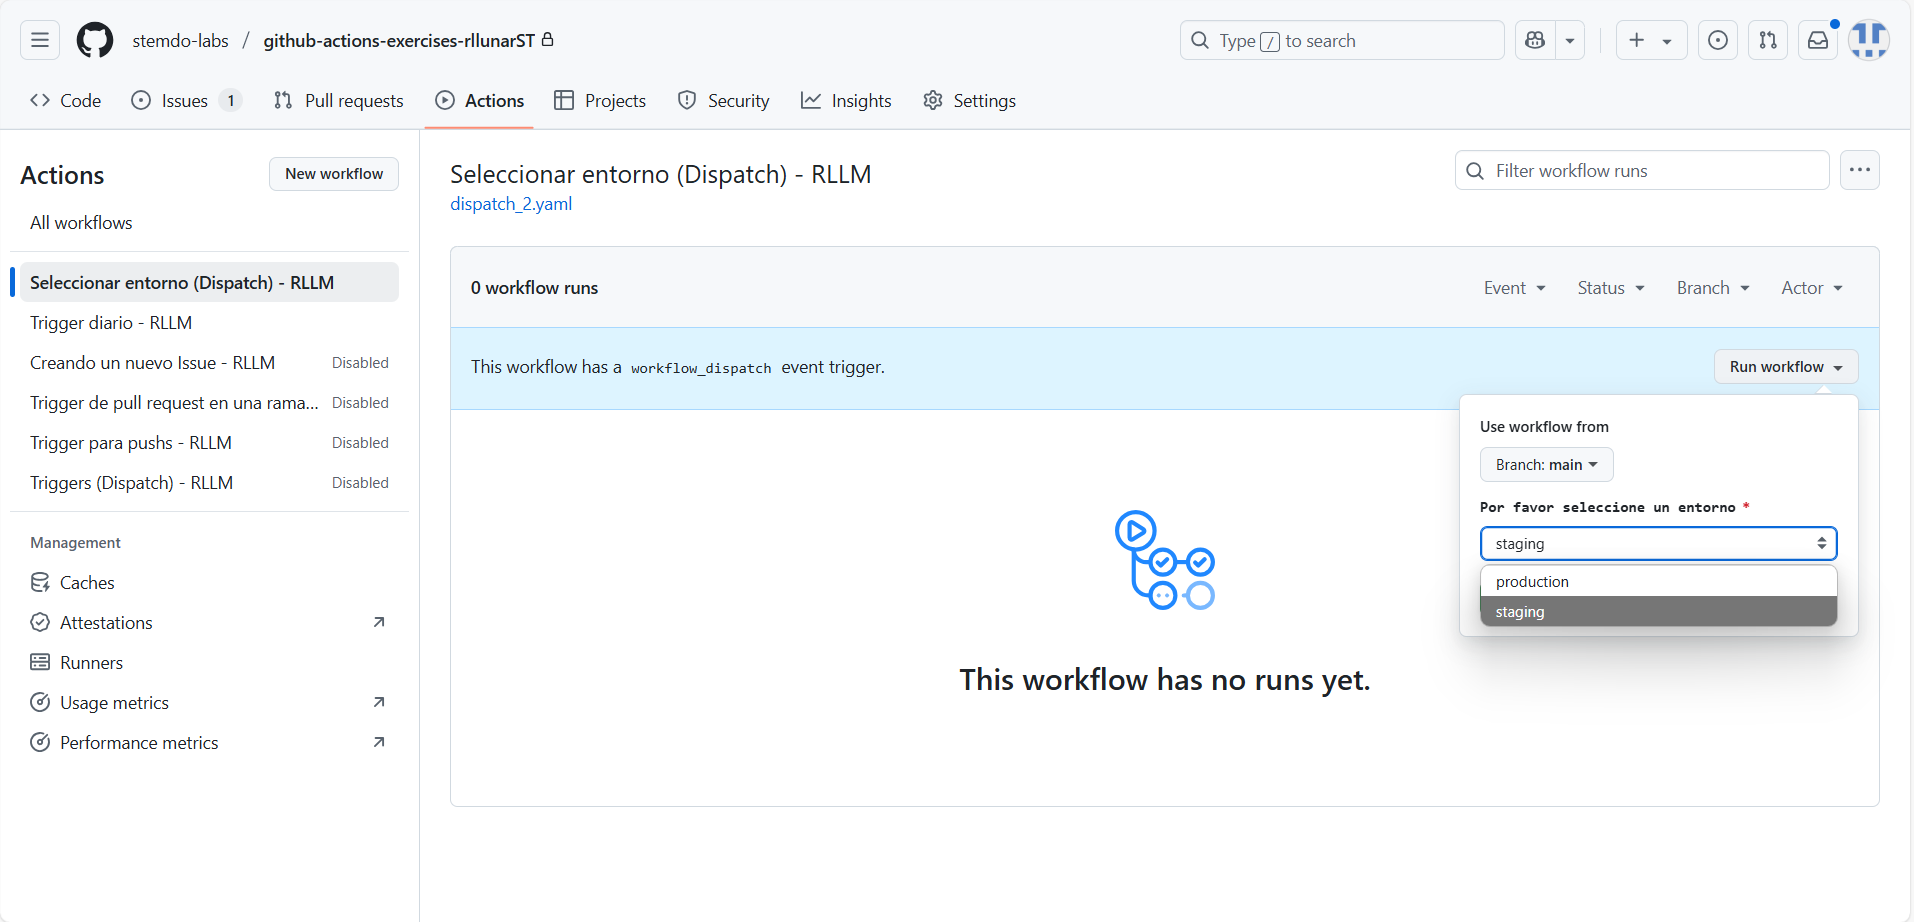 stemdo-labs / github-actions-exercises-rllunarST
Type / to search
Code
Issues 1
Pull requests
Actions
Projects
Security
Insights
Settings
Actions
New workflow
All workflows
Seleccionar entorno (Dispatch) - RLLM
Trigger diario - RLLM
Creando un nuevo Issue - RLLM Disabled
Trigger de pull request en una rama... Disabled
Trigger para pushs - RLLM Disabled
Triggers (Dispatch) - RLLM Disabled
Management
Caches
Attestations
Runners
Usage metrics
Performance metrics
Seleccionar entorno (Dispatch) - RLLM
dispatch_2.yaml
Filter workflow runs
0 workflow runs
Event
Status
Branch
Actor
This workflow has a workflow_dispatch event trigger.
Run workflow
Use workflow from
Branch: main
Por favor seleccione un entorno *
staging
production
staging
This workflow has no runs yet.